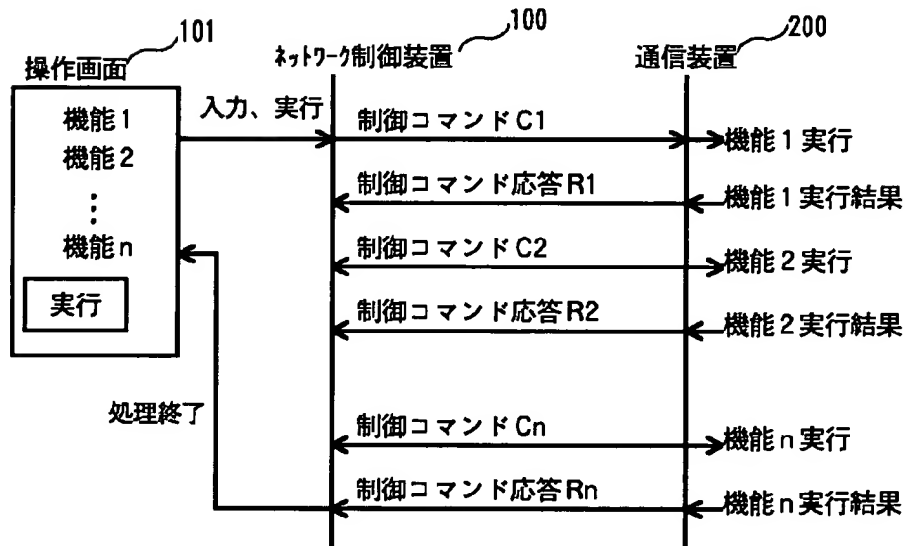 101
100
200
操作画面
ネットワーク制御装置
通信装置
機能1
機能2
⋮
機能n
実行
入力、実行
制御コマンドC1
機能1実行
制御コマンド応答R1
機能1実行結果
制御コマンドC2
機能2実行
制御コマンド応答R2
機能2実行結果
処理終了
制御コマンドCn
機能n実行
制御コマンド応答Rn
機能n実行結果